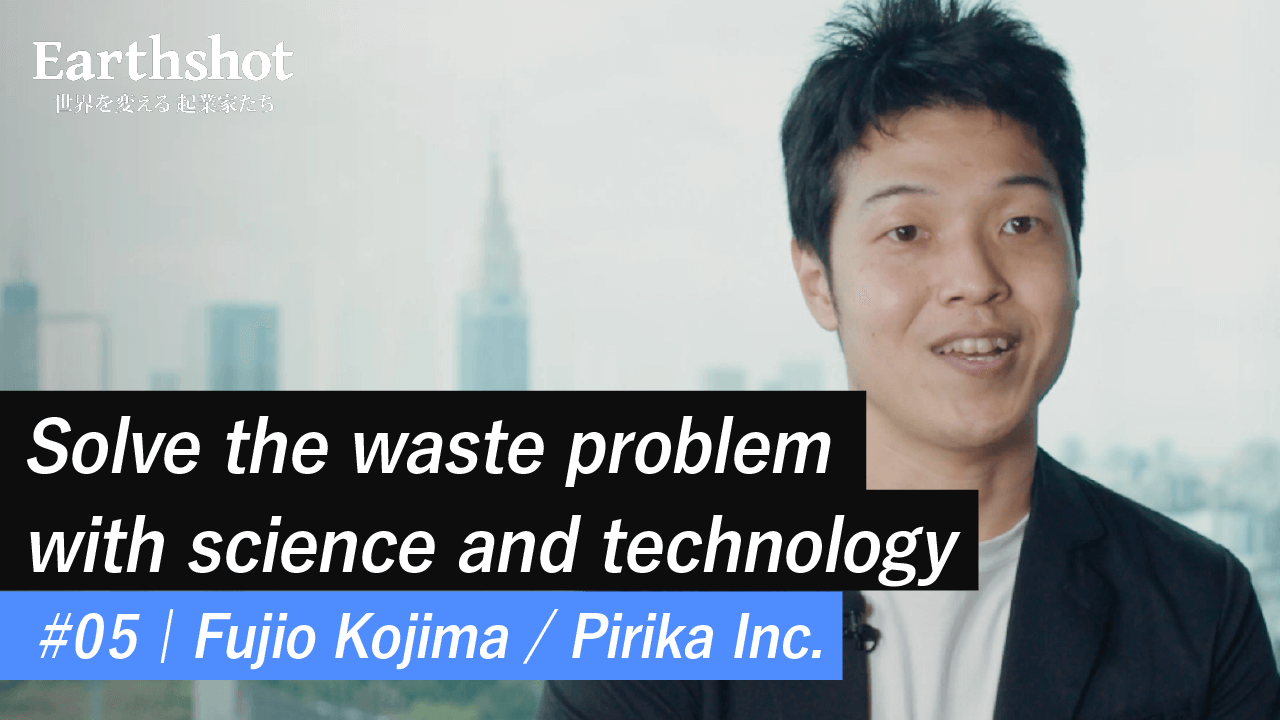 Earthshot
世界を変える 起業家たち
Solve the waste problem
with science and technology
#05 | Fujio Kojima / Pirika Inc.